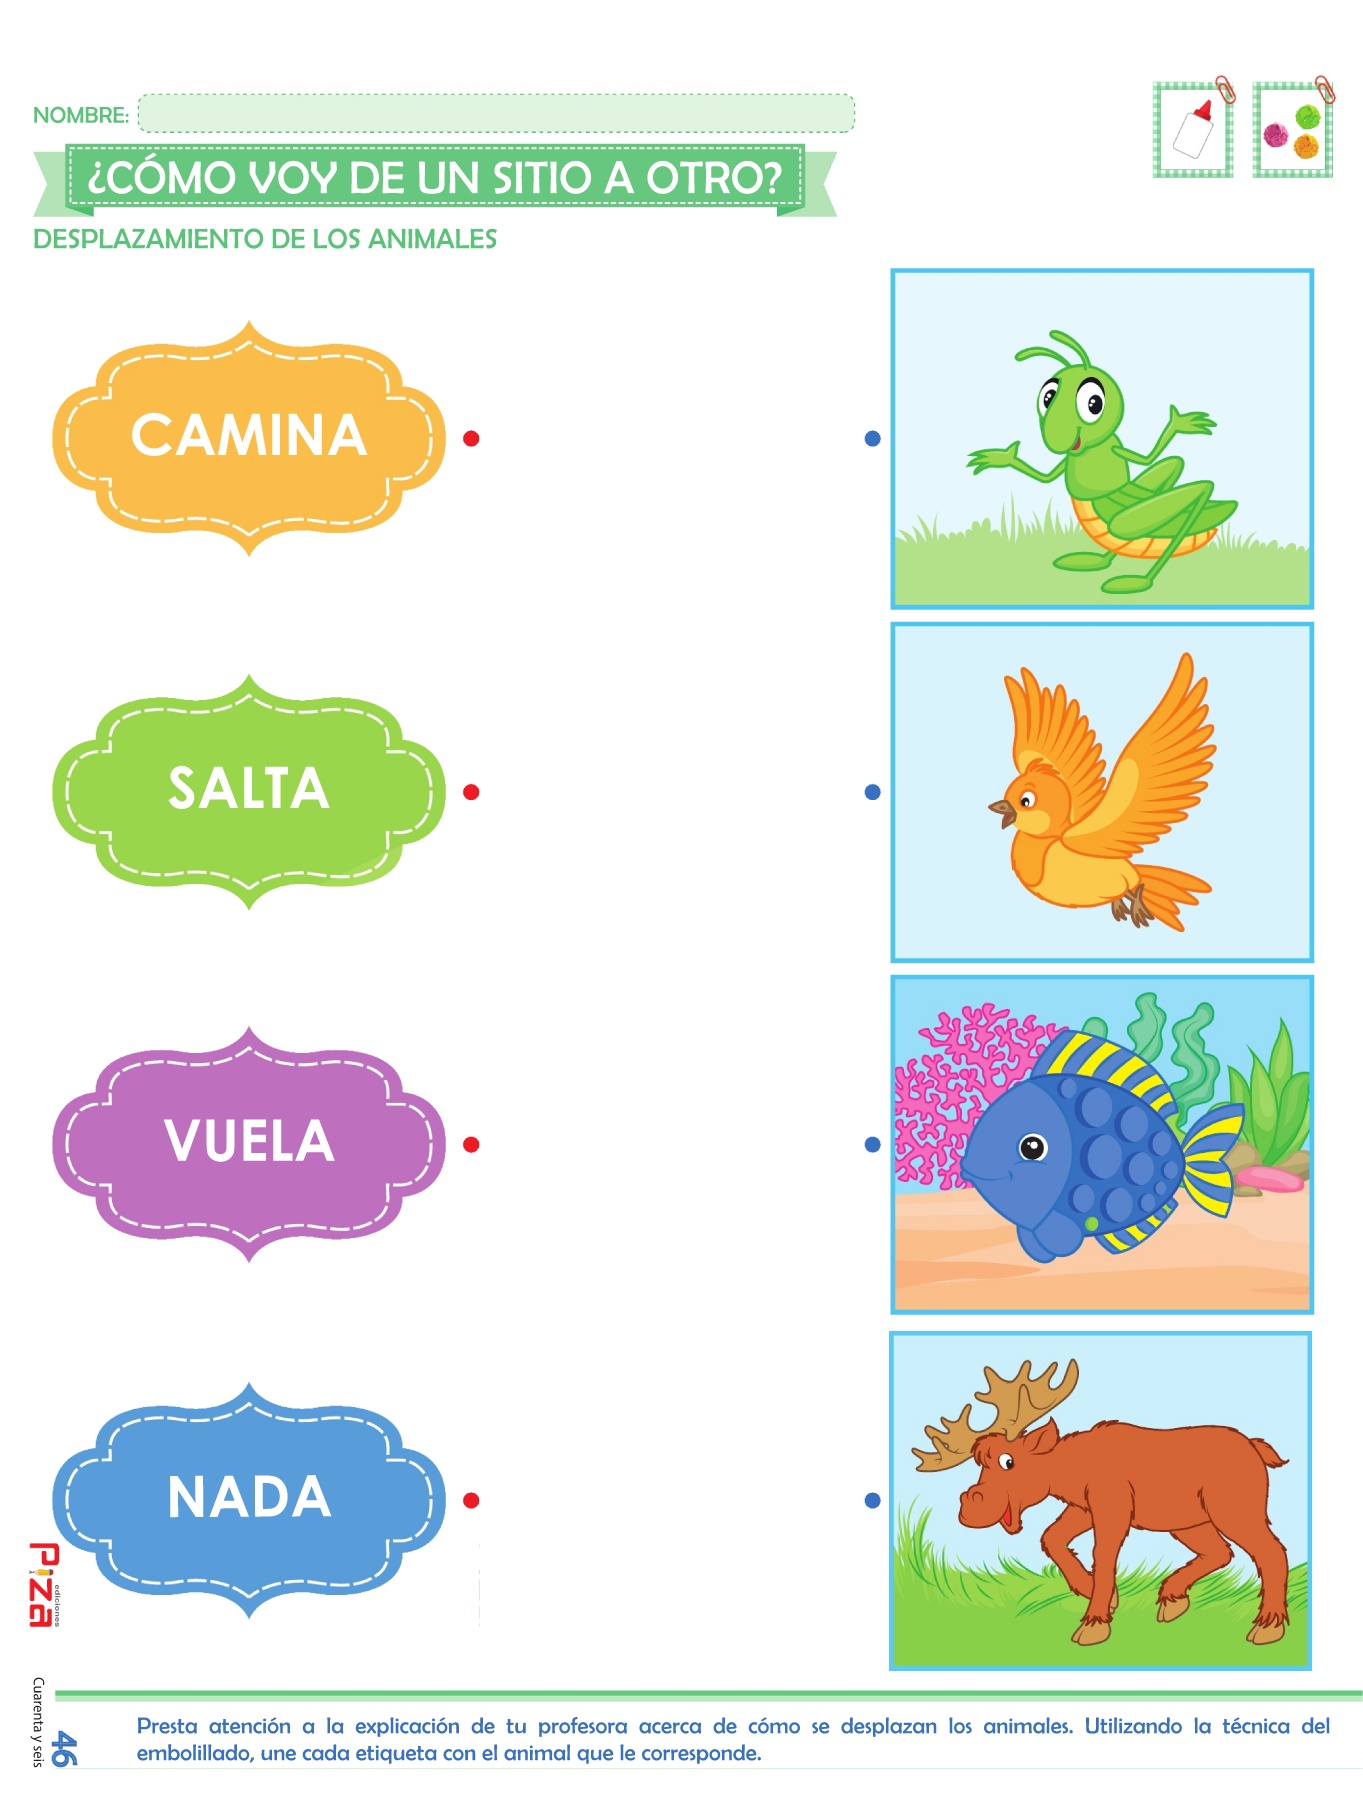 NOMBRE:
¿CÓMO VOY DE UN SITIO A OTRO?
DESPLAZAMIENTO DE LOS ANIMALES
CAMINA
SALTA
VUELA
NADA
Piza
ediciones
Cuarenta y seis
46
Presta atención a la explicación de tu profesora acerca de cómo se desplazan los animales. Utilizando la técnica del
embolillado, une cada etiqueta con el animal que le corresponde.